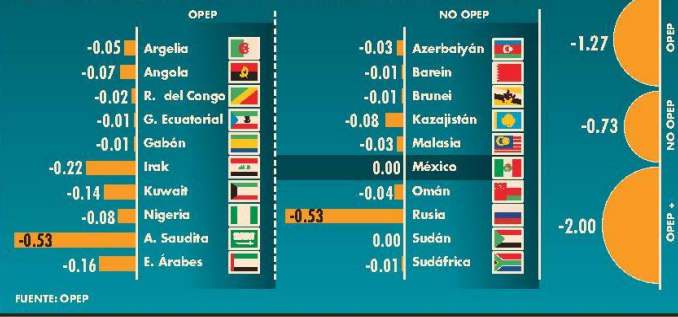 OPEP
-0.05 Argelia
-0.07 Angola
-0.02 R. del Congo
-0.01 G. Ecuatorial
-0.01 Gabón
-0.22 Irak
-0.14 Kuwait
-0.08 Nigeria
-0.53 A. Saudita
-0.16 E. Árabes
NO OPEP
-0.03 Azerbaiyán
-0.01 Barein
-0.01 Brunei
-0.08 Kazajistán
-0.03 Malasia
0.00 México
-0.04 Omán
-0.53 Rusia
0.00 Sudán
-0.01 Sudáfrica
-1.27 OPEP
-0.73 NO OPEP
-2.00 OPEP +
FUENTE: OPEP